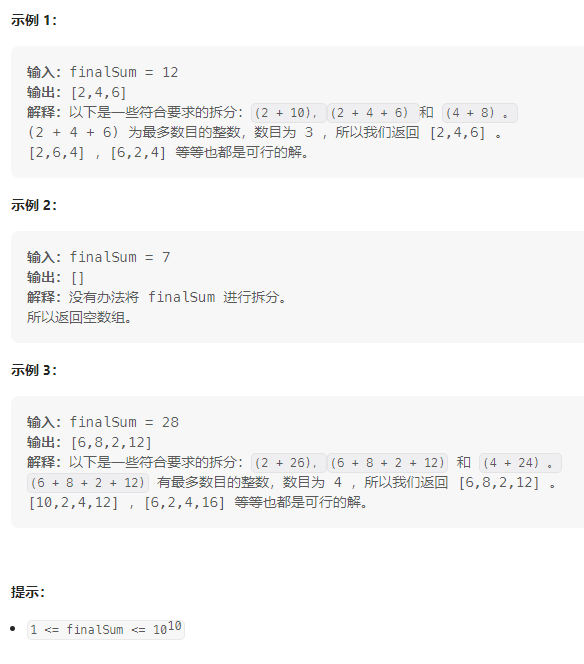 示例 1：
输入：finalSum = 12
输出：[2,4,6]
解释：以下是一些符合要求的拆分：(2 + 10)，(2 + 4 + 6) 和 (4 + 8) 。
(2 + 4 + 6) 为最多数目的整数，数目为 3 ，所以我们返回 [2,4,6] 。
[2,6,4] ，[6,2,4] 等等也都是可行的解。
示例 2：
输入：finalSum = 7
输出：[]
解释：没有办法将 finalSum 进行拆分。
所以返回空数组。
示例 3：
输入：finalSum = 28
输出：[6,8,2,12]
解释：以下是一些符合要求的拆分：(2 + 26)，(6 + 8 + 2 + 12) 和 (4 + 24) 。
(6 + 8 + 2 + 12) 有最多数目的整数，数目为 4 ，所以我们返回 [6,8,2,12] 。
[10,2,4,12] ，[6,2,4,16] 等等也都是可行的解。
提示：
• 1 <= finalSum <= 10¹⁰